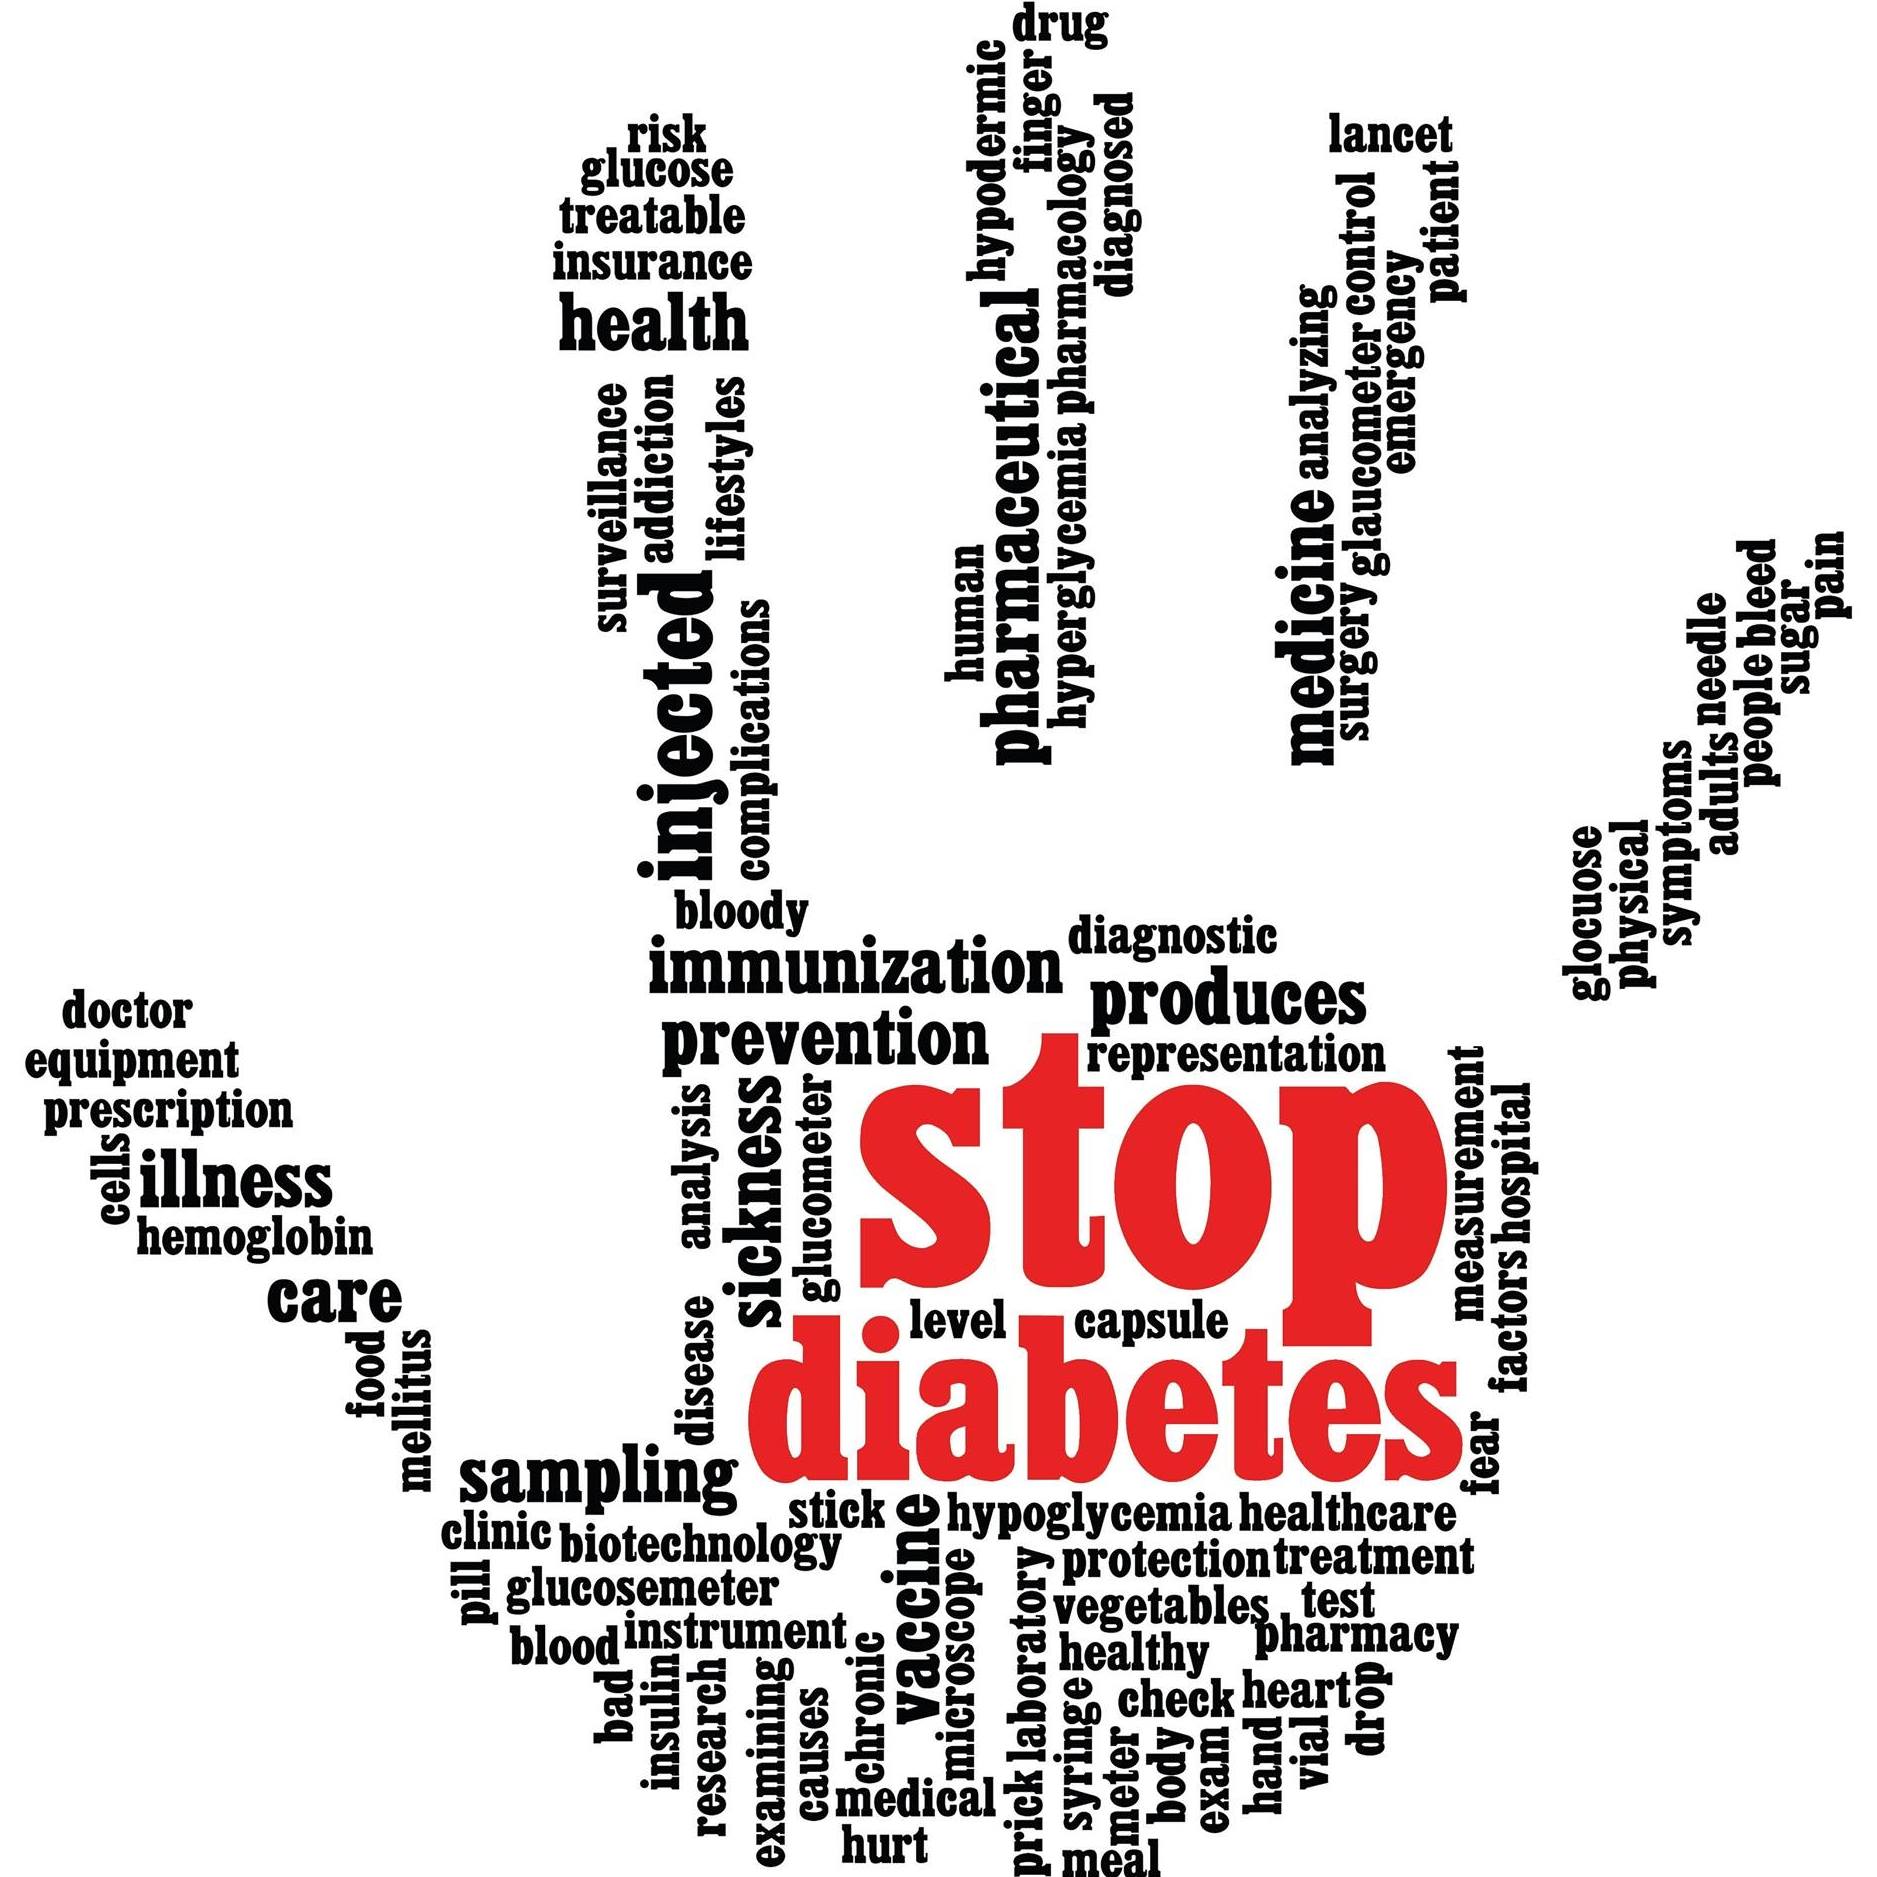 drug
hypodermic
finger
diagnosed
pharmaceutical
hyperglycemia pharmacology
human
risk
glucose
treatable
insurance
health
surveillance
addiction
lifestyles
injected
complications
lancet
patient
control
analyzing
glaucometer
emergency
medicine
surgery
pain
bleed
sugar
needle
people
adults
symptoms
physical
glocuose
bloody
immunization
diagnostic
prevention
produces
representation
doctor
equipment
prescription
cells
illness
hemoglobin
care
food
mellitus
analysis
sickness
glucometer
stop
measurement
hospital
factors
disease
level
capsule
diabetes
fear
sampling
stick
vaccine
hypoglycemia healthcare
clinic
biotechnology
protection treatment
pill
glucosemeter
microscope
laboratory
vegetables
test
blood
instrument
healthy
pharmacy
bad
insulin
research
examining
causes
chronic
medical
hurt
prick
syringe
check
heart
meter
body
exam
hand
vial
drop
meal